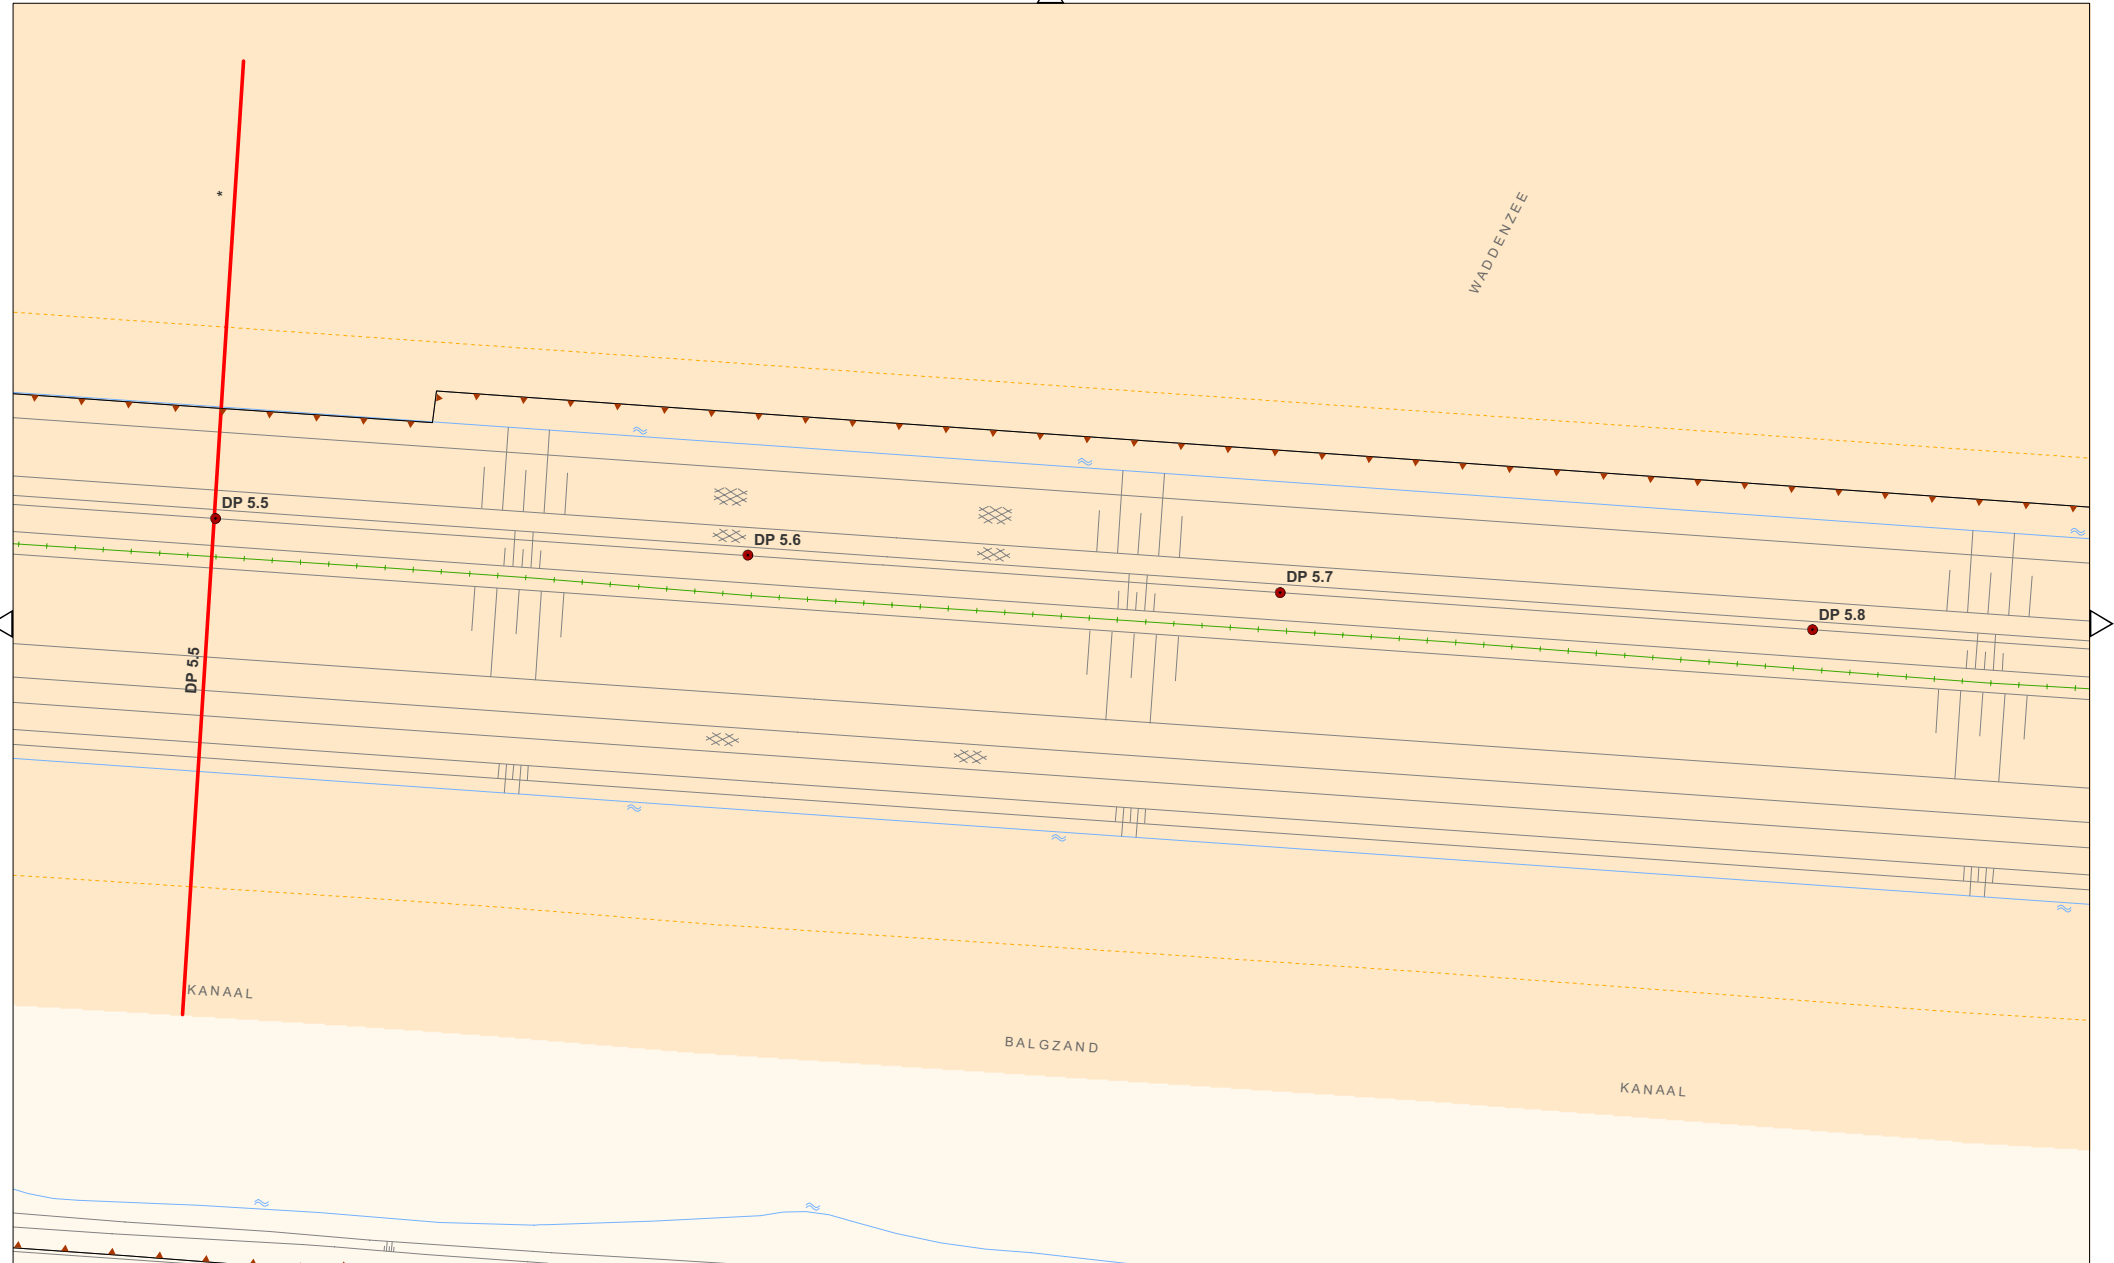 *
WADDENZEE
DP 5.5
DP 5.6
DP 5.7
DP 5.8
DP 5.5
KANAAL
BALGZAND
KANAAL